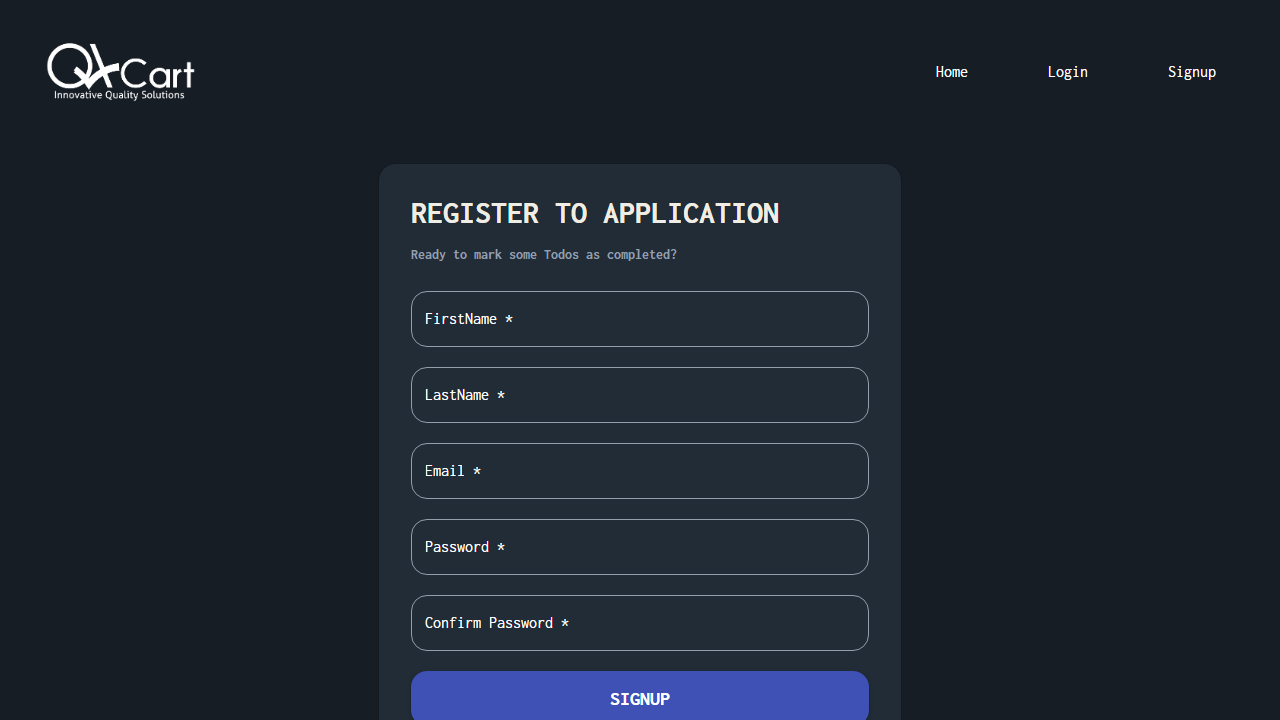 QACart
Innovative Quality Solutions
Home
Login
Signup
REGISTER TO APPLICATION
Ready to mark some Todos as completed?
FirstName *
LastName *
Email *
Password *
Confirm Password *
SIGNUP